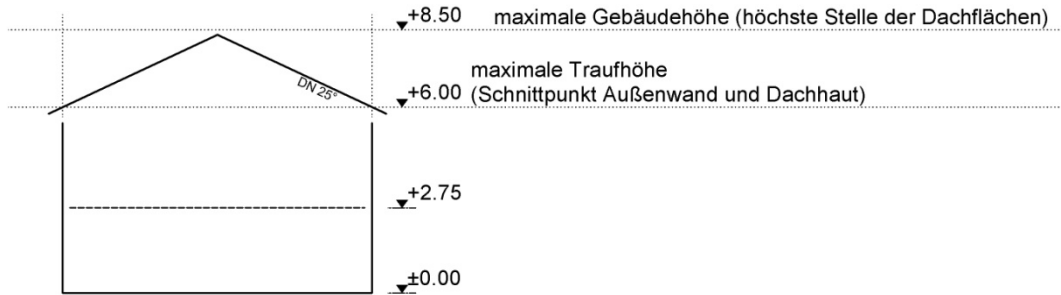 +8.50 maximale Gebäudehöhe (höchste Stelle der Dachflächen)
DN 25°
maximale Traufhöhe
+6.00 (Schnittpunkt Außenwand und Dachhaut)
+2.75
±0.00